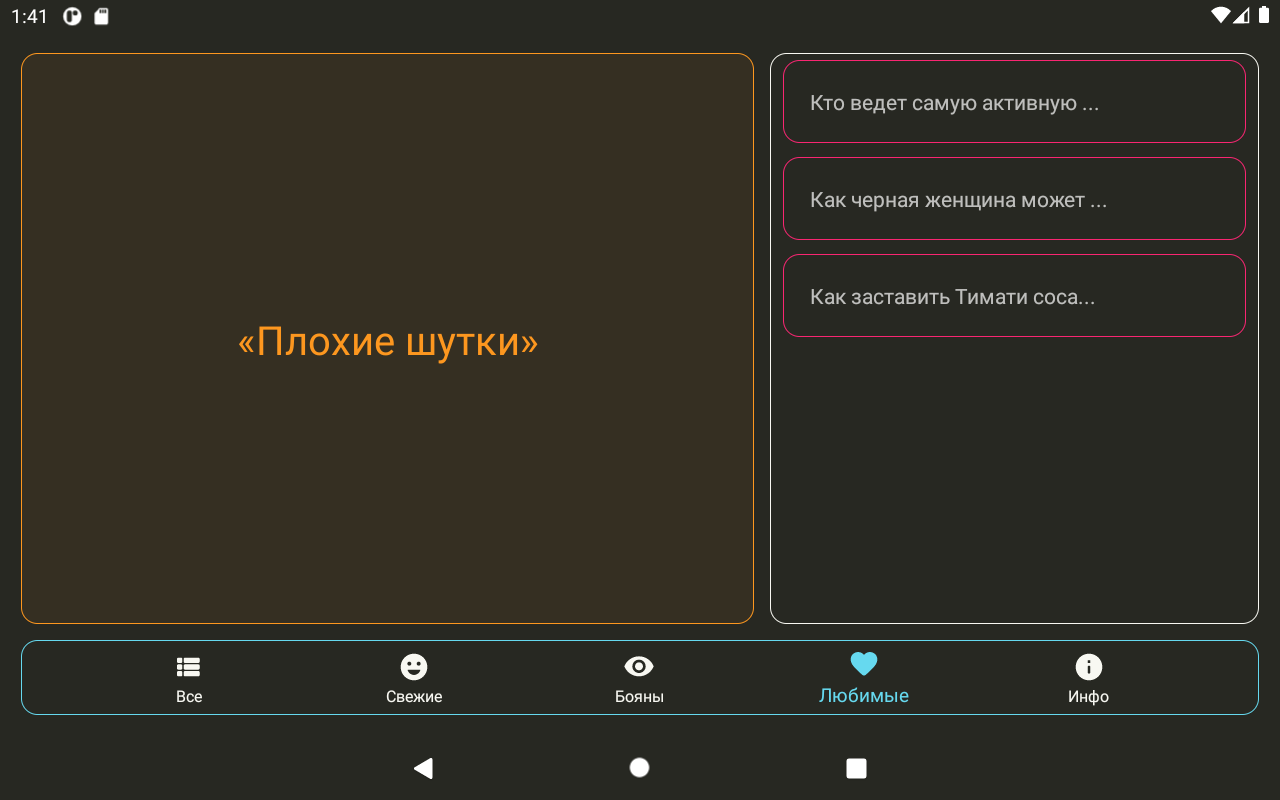 1:41
«Плохие шутки»
Кто ведет самую активную ...
Как черная женщина может ...
Как заставить Тимати соса...
Все
Свежие
Бояны
Любимые
Инфо